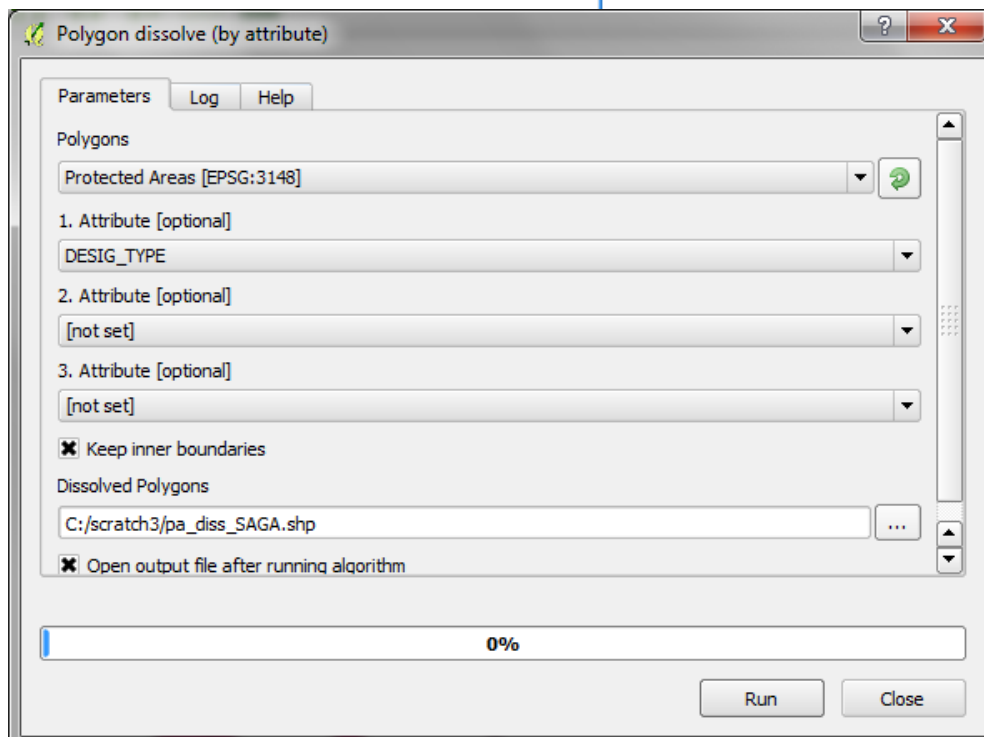 Polygon dissolve (by attribute)
Parameters Log Help
Polygons
Protected Areas [EPSG:3148]
1. Attribute [optional]
DESIG_TYPE
2. Attribute [optional]
[not set]
3. Attribute [optional]
[not set]
Keep inner boundaries
Dissolved Polygons
C:/scratch3/pa_diss_SAGA.shp
...
Open output file after running algorithm
0%
Run Close